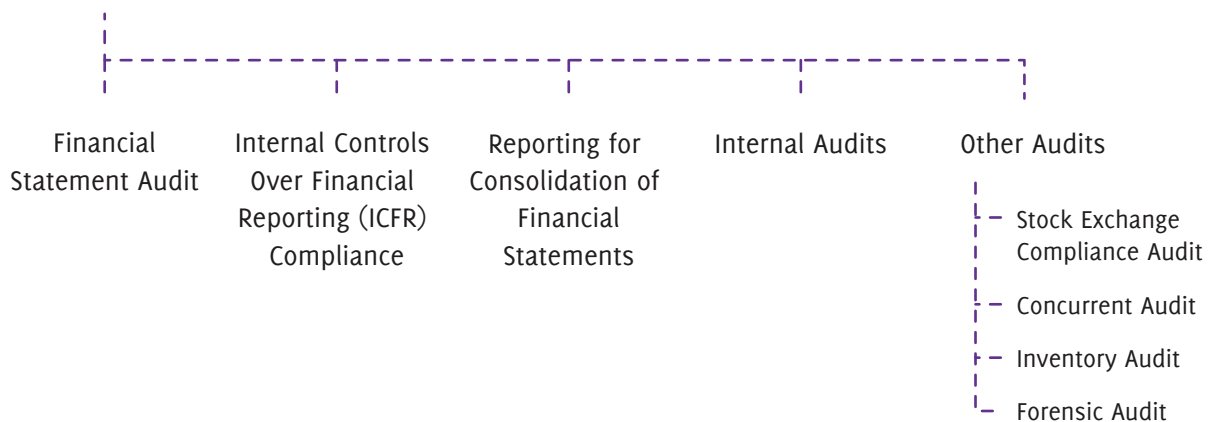 Financial
Statement Audit
Internal Controls
Over Financial
Reporting (ICFR)
Compliance
Reporting for
Consolidation of
Financial
Statements
Internal Audits
Other Audits
Stock Exchange
Compliance Audit
Concurrent Audit
Inventory Audit
Forensic Audit